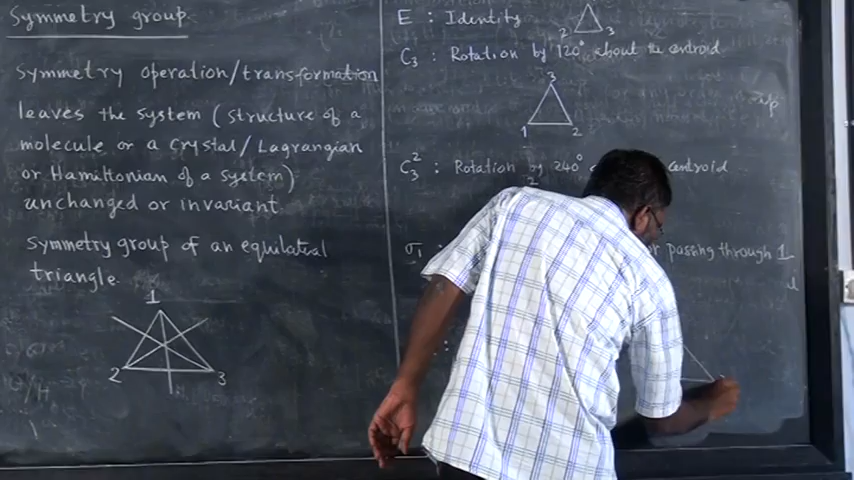 Symmetry group
Symmetry operation/transformation
leaves the system (structure of a
molecule or a crystal/Lagrangian
or Hamiltonian of a system)
unchanged or invariant.
Symmetry group of an equilateral
triangle.
1
2 3
E : Identity
2 3
C₃ : Rotation by 120° about the centroid
3
1 2
C₃² : Rotation by 240° centroid
σ₁ passing through 1